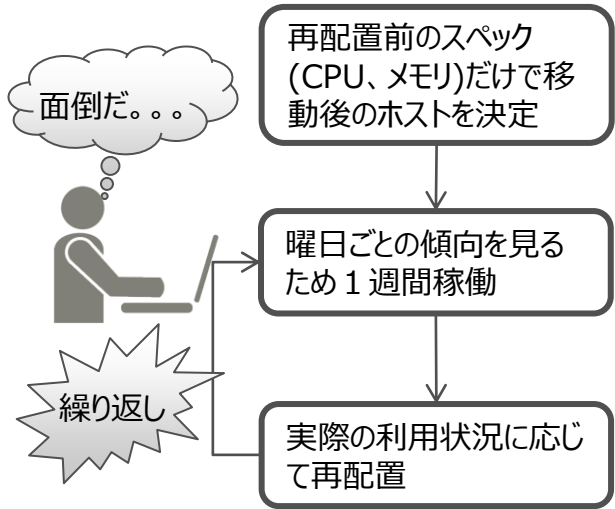 再配置前のスペック
(CPU、メモリ)だけで移
動後のホストを決定
面倒だ。。。
曜日ごとの傾向を見る
ため１週間稼働
繰り返し
実際の利用状況に応じ
て再配置